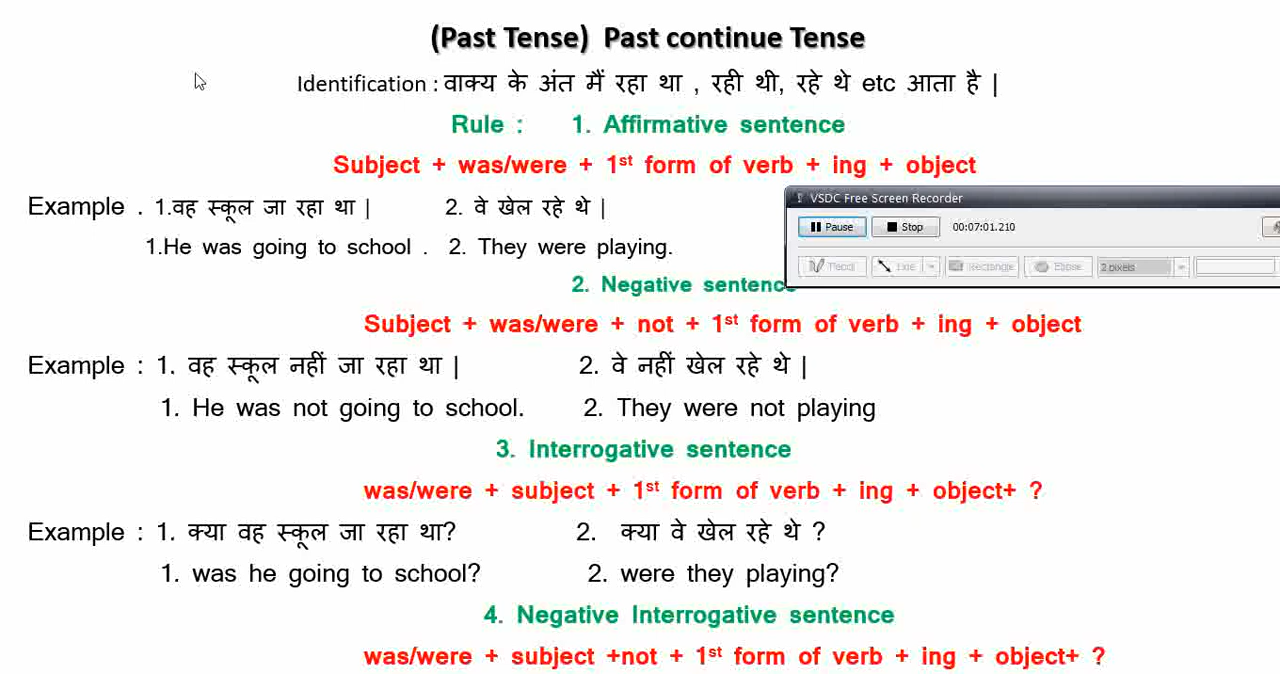 (Past Tense) Past continue Tense
Identification : वाक्य के अंत मैं रहा था , रही थी, रहे थे etc आता है |
Rule : 1. Affirmative sentence
Subject + was/were + 1st form of verb + ing + object
Example . 1.वह स्कूल जा रहा था | 2. वे खेल रहे थे |
VSDC Free Screen Recorder
Pause Stop 00:07:01.210
1.He was going to school . 2. They were playing.
Pencil Line Rectangle Ellipse 2 pixels
2. Negative sentence
Subject + was/were + not + 1st form of verb + ing + object
Example : 1. वह स्कूल नहीं जा रहा था | 2. वे नहीं खेल रहे थे |
1. He was not going to school. 2. They were not playing
3. Interrogative sentence
was/were + subject + 1st form of verb + ing + object+ ?
Example : 1. क्या वह स्कूल जा रहा था? 2. क्या वे खेल रहे थे ?
1. was he going to school? 2. were they playing?
4. Negative Interrogative sentence
was/were + subject +not + 1st form of verb + ing + object+ ?